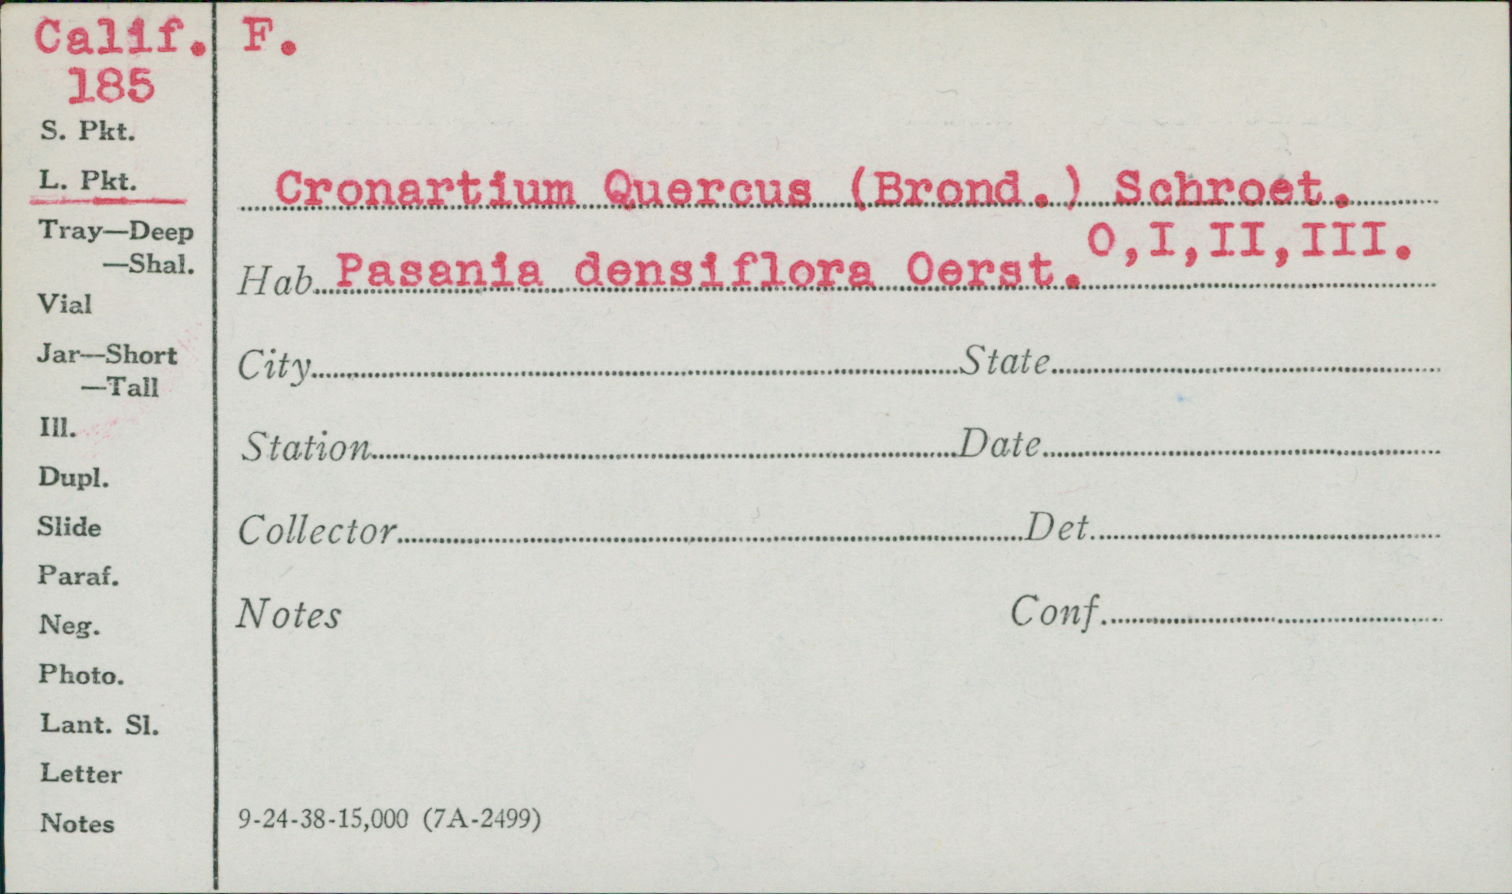 Calif. F.
185
S. Pkt.
L. Pkt.
Cronartium Quercus (Brond.) Schroet.
O,I,II,III.
Tray—Deep
—Shal.
Hab. Pasania densiflora Oerst.
Vial
Jar—Short
—Tall
City State
Ill.
Station Date
Dupl.
Slide
Collector Det.
Paraf.
Neg.
Notes Conf.
Photo.
Lant. Sl.
Letter
Notes
9-24-38-15,000 (7A-2499)